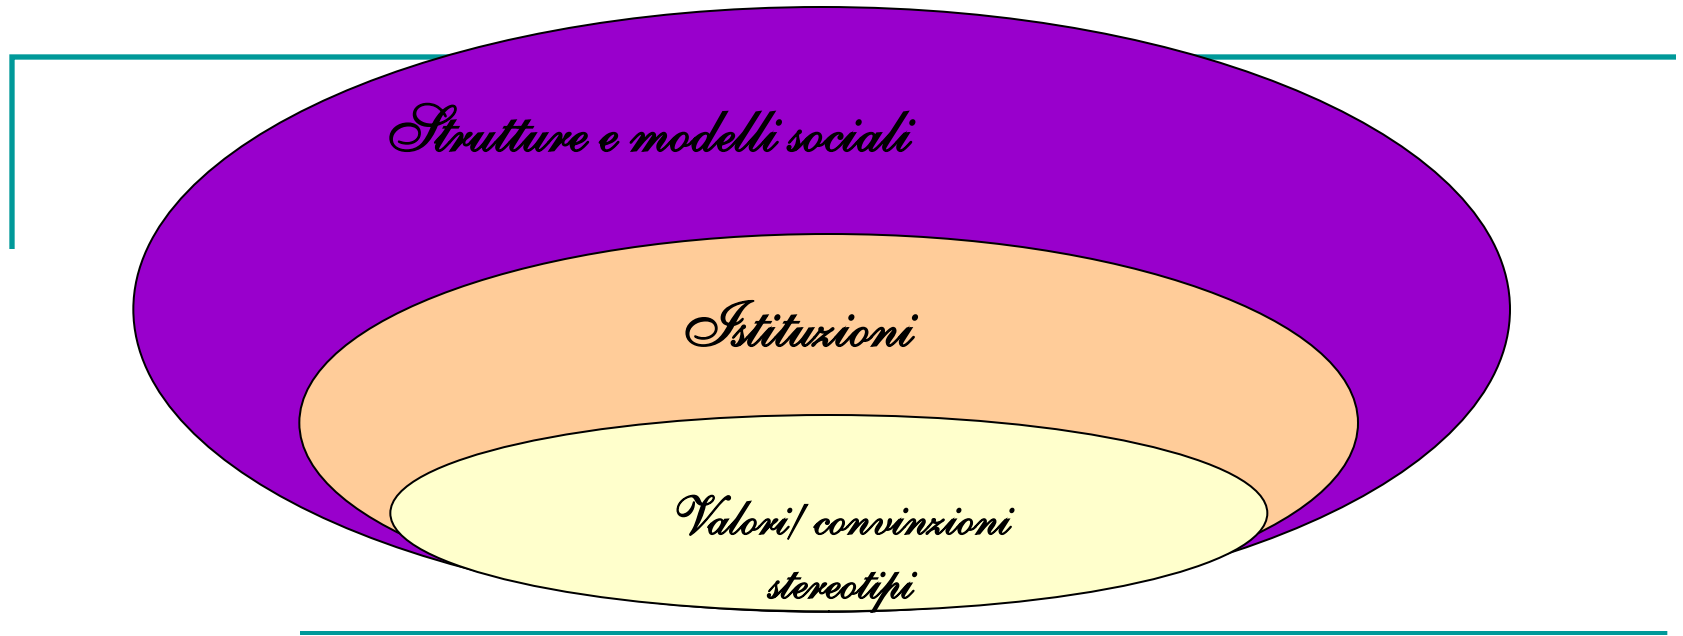 Strutture e modelli sociali
Istituzioni
Valori/ convinzioni
stereotipi